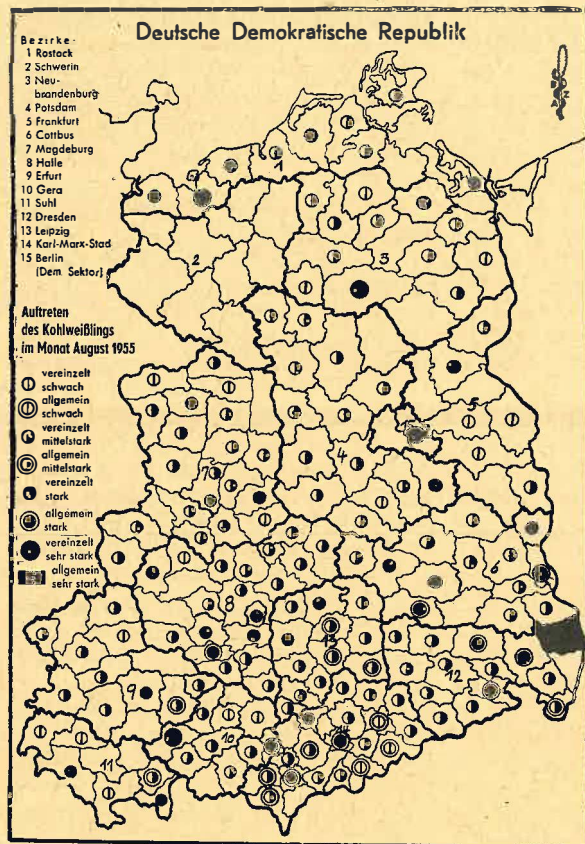 Deutsche Demokratische Republik
Bezirke:
1 Rostock
2 Schwerin
3 Neu-
brandenburg
4 Potsdam
5 Frankfurt
6 Cottbus
7 Magdeburg
8 Halle
9 Erfurt
10 Gera
11 Suhl
12 Dresden
13 Leipzig
14 Karl-Marx-Stad
15 Berlin
(Dem. Sektor)
Auftreten
des Kohlweißlings
im Monat August 1955
vereinzelt
schwach
allgemein
schwach
vereinzelt
mittelstark
allgemein
mittelstark
vereinzelt
stark
allgemein
stark
vereinzelt
sehr stark
allgemein
sehr stark
1
2
3
4
5
6
7
8
9
10
11
12